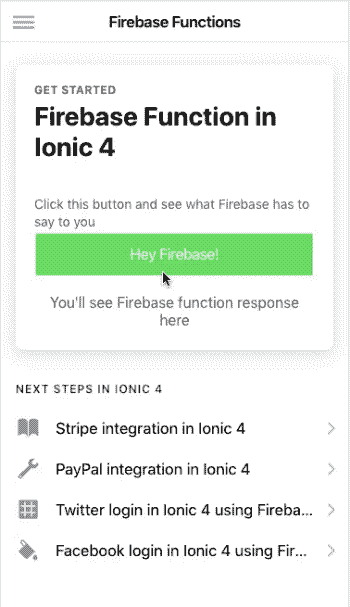 Firebase Functions
GET STARTED
Firebase Function in
Ionic 4
Click this button and see what Firebase has to
say to you
Hey Firebase!
You'll see Firebase function response
here
NEXT STEPS IN IONIC 4
Stripe integration in Ionic 4
PayPal integration in Ionic 4
Twitter login in Ionic 4 using Fireba...
Facebook login in Ionic 4 using Fir...